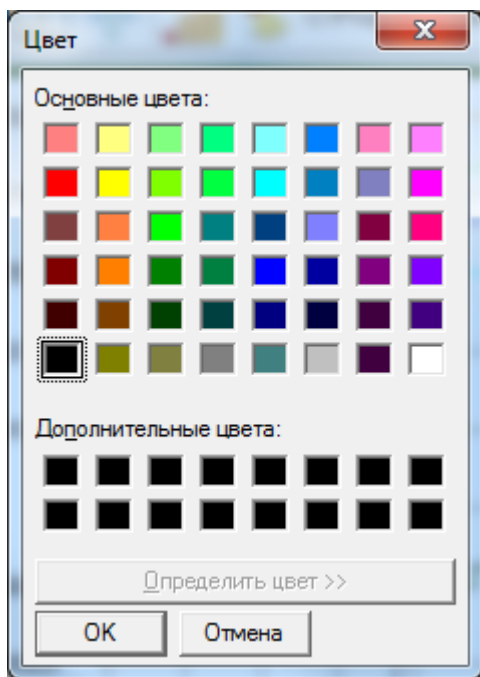 Цвет
Основные цвета:
Дополнительные цвета:
Определить цвет >>
OK
Отмена